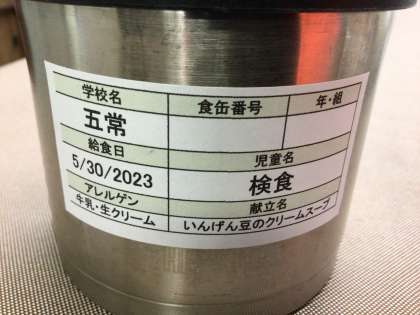 学校名 食缶番号 年・組
五常
給食日 児童名
5/30/2023 検食
アレルゲン 献立名
牛乳・生クリーム いんげん豆のクリームスープ